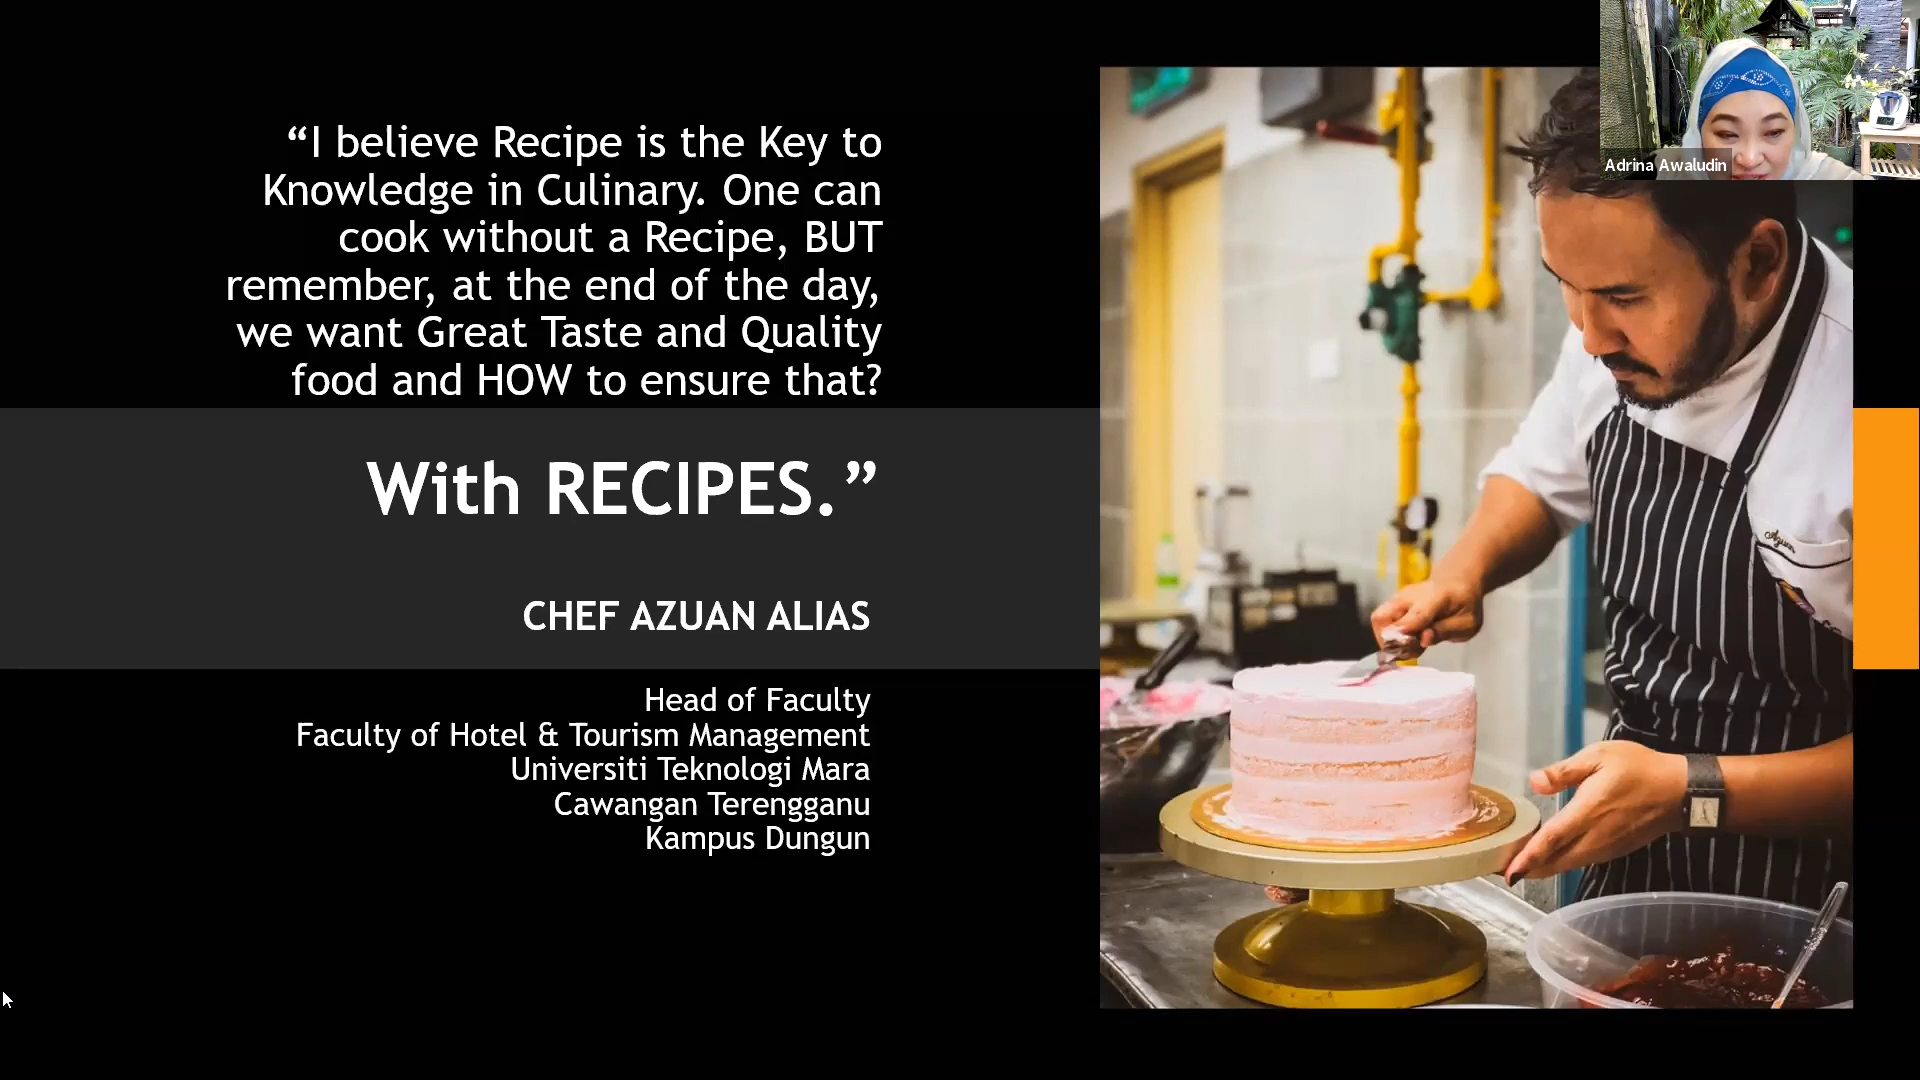 “I believe Recipe is the Key to
Knowledge in Culinary. One can
cook without a Recipe, BUT
remember, at the end of the day,
we want Great Taste and Quality
food and HOW to ensure that?
With RECIPES.”
CHEF AZUAN ALIAS
Head of Faculty
Faculty of Hotel & Tourism Management
Universiti Teknologi Mara
Cawangan Terengganu
Kampus Dungun
Adrina Awaludin
Azuan